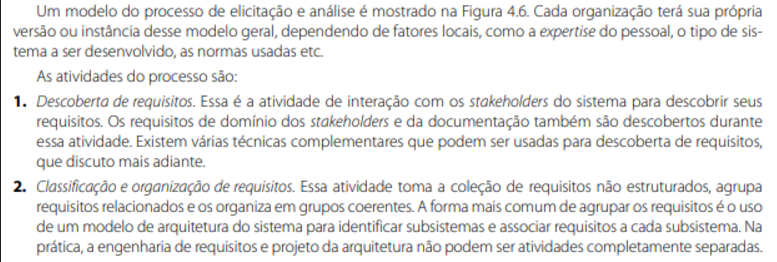 Um modelo do processo de elicitação e análise é mostrado na Figura 4.6. Cada organização terá sua própria
versão ou instância desse modelo geral, dependendo de fatores locais, como a expertise do pessoal, o tipo de sis-
tema a ser desenvolvido, as normas usadas etc.
As atividades do processo são:
1. Descoberta de requisitos. Essa é a atividade de interação com os stakeholders do sistema para descobrir seus
requisitos. Os requisitos de domínio dos stakeholders e da documentação também são descobertos durante
essa atividade. Existem várias técnicas complementares que podem ser usadas para descoberta de requisitos,
que discuto mais adiante.
2. Classificação e organização de requisitos. Essa atividade toma a coleção de requisitos não estruturados, agrupa
requisitos relacionados e os organiza em grupos coerentes. A forma mais comum de agrupar os requisitos é o uso
de um modelo de arquitetura do sistema para identificar subsistemas e associar requisitos a cada subsistema. Na
prática, a engenharia de requisitos e projeto da arquitetura não podem ser atividades completamente separadas.